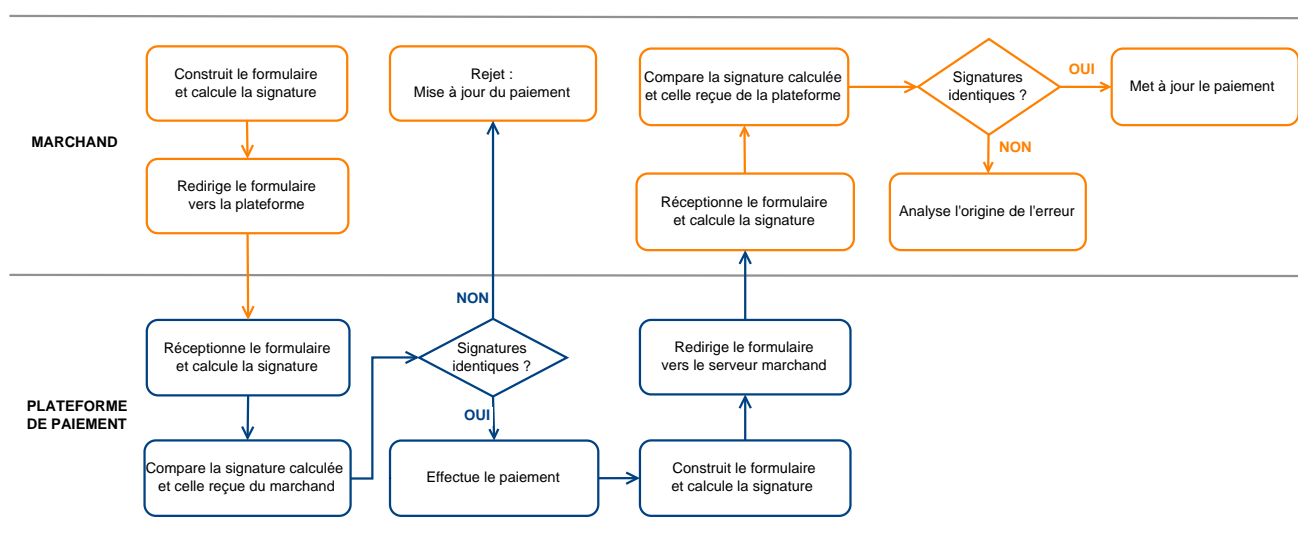 MARCHAND
Construit le formulaire
et calcule la signature
Redirige le formulaire
vers la plateforme
Rejet :
Mise à jour du paiement
Compare la signature calculée
et celle reçue de la plateforme
Réceptionne le formulaire
et calcule la signature
Signatures
identiques ?
OUI
Met à jour le paiement
NON
Analyse l'origine de l'erreur
PLATEFORME
DE PAIEMENT
Réceptionne le formulaire
et calcule la signature
Compare la signature calculée
et celle reçue du marchand
NON
Signatures
identiques ?
OUI
Effectue le paiement
Redirige le formulaire
vers le serveur marchand
Construit le formulaire
et calcule la signature